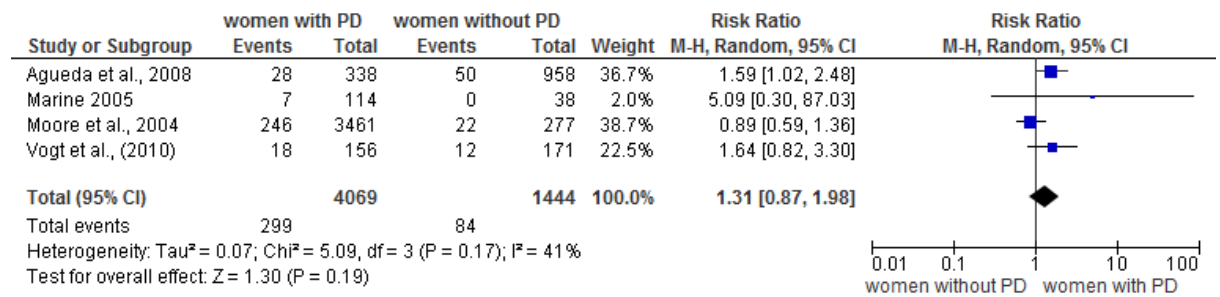 women with PD women without PD Risk Ratio Risk Ratio
Study or Subgroup Events Total Events Total Weight M-H, Random, 95% CI M-H, Random, 95% CI
Agueda et al., 2008 28 338 50 958 36.7% 1.59 [1.02, 2.48]
Marine 2005 7 114 0 38 2.0% 5.09 [0.30, 87.03]
Moore et al., 2004 246 3461 22 277 38.7% 0.89 [0.59, 1.36]
Vogt et al., (2010) 18 156 12 171 22.5% 1.64 [0.82, 3.30]
Total (95% CI) 4069 1444 100.0% 1.31 [0.87, 1.98]
Total events 299 84
Heterogeneity: Tau² = 0.07; Chi² = 5.09, df = 3 (P = 0.17); I² = 41%
Test for overall effect: Z = 1.30 (P = 0.19)
0.01 0.1 1 10 100
women without PD women with PD